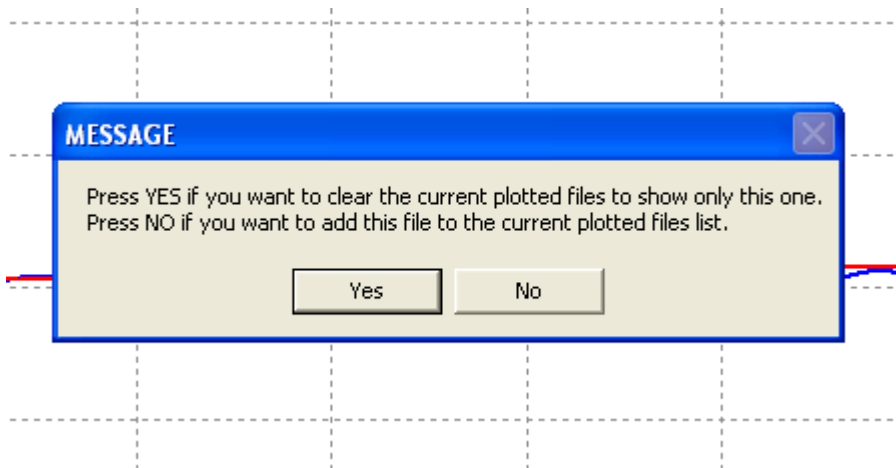 MESSAGE
Press YES if you want to clear the current plotted files to show only this one.
Press NO if you want to add this file to the current plotted files list.
Yes
No